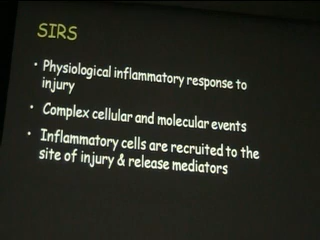 SIRS
• Physiological inflammatory response to
injury
• Complex cellular and molecular events
• Inflammatory cells are recruited to the
site of injury & release mediators